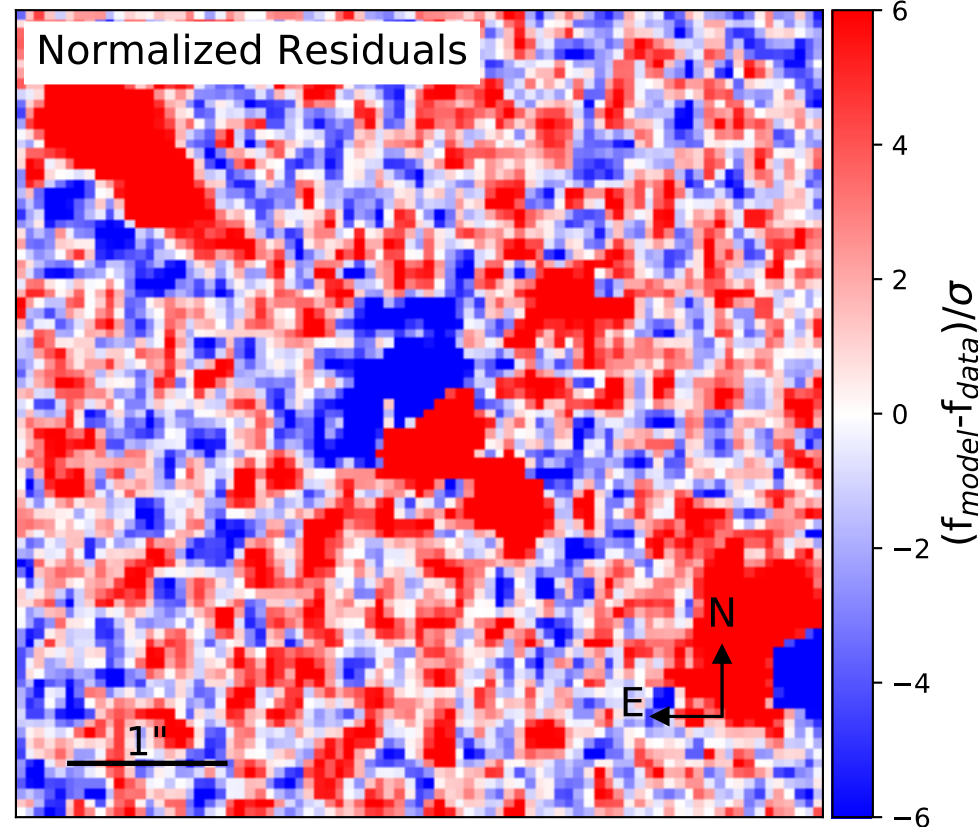 Normalized Residuals
6
4
2
0
−2
−4
−6
(f_model-f_data)/σ
N
E
1"